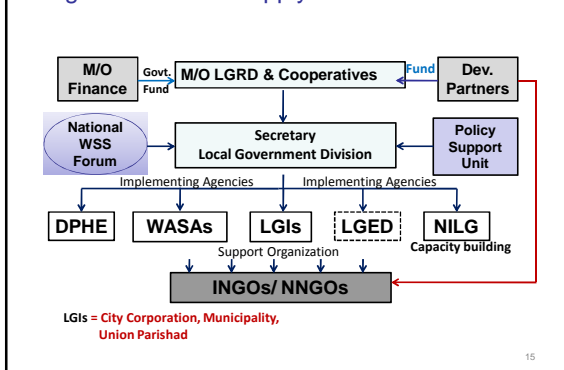 M/O
Finance
Govt.
Fund
M/O LGRD & Cooperatives
Fund
Dev.
Partners
National
WSS
Forum
Secretary
Local Government Division
Policy
Support
Unit
Implementing Agencies
Implementing Agencies
DPHE
WASAs
LGIs
LGED
NILG
Support Organization
Capacity building
INGOs/ NNGOs
LGIs = City Corporation, Municipality,
Union Parishad
15